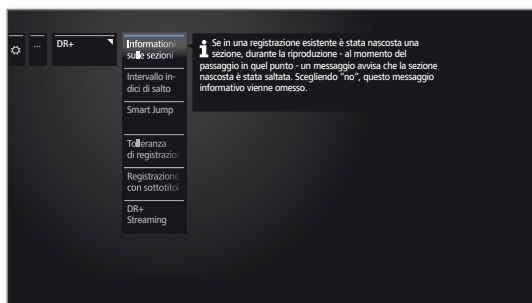 ...
DR+
Informationi
sulle sezioni
Intervallo in-
dici di salto
Smart Jump
Tolleranza
di registrazion
Registrazione
con sottotitol
DR+
Streaming
Se in una registrazione esistente è stata nascosta una
sezione, durante la riproduzione - al momento del
passaggio in quel punto - un messaggio avvisa che la sezione
nascosta è stata saltata. Scegliendo "no", questo messaggio
informativo vienne omesso.